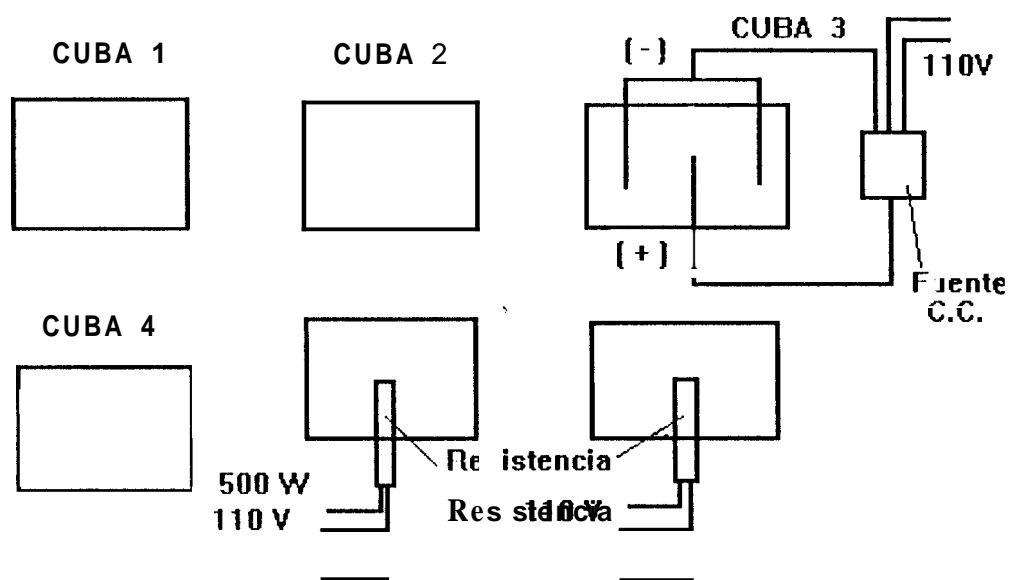 CUBA 1
CUBA 2
CUBA 3
(-)
110V
(+)
Fuente
C.C.
CUBA 4
Resistencia
500 W
110 V